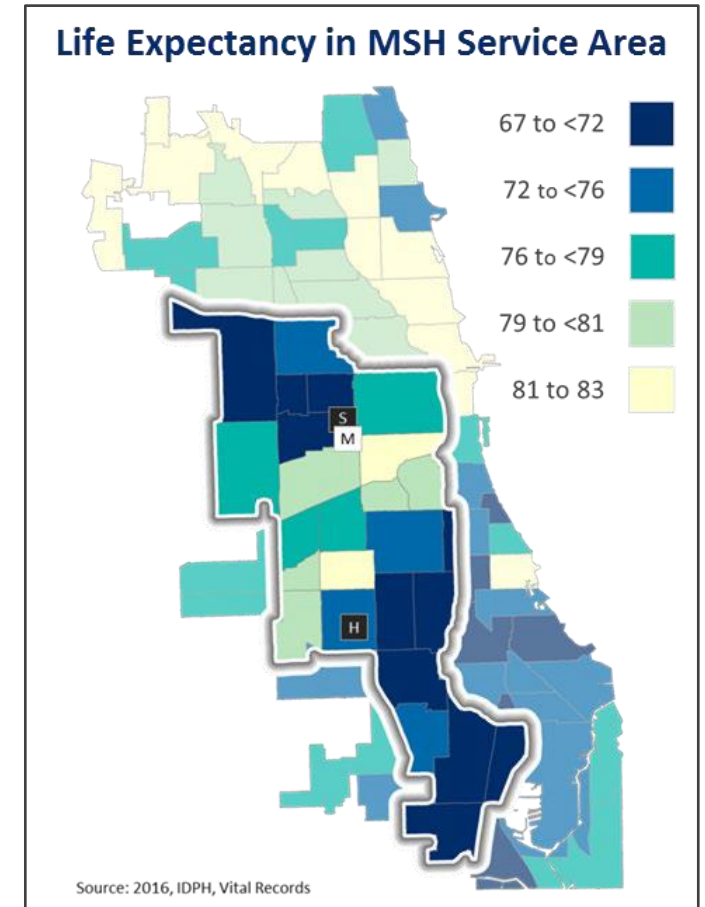 Life Expectancy in MSH Service Area
67 to <72
72 to <76
76 to <79
79 to <81
81 to 83
S
M
H
Source: 2016, IDPH, Vital Records